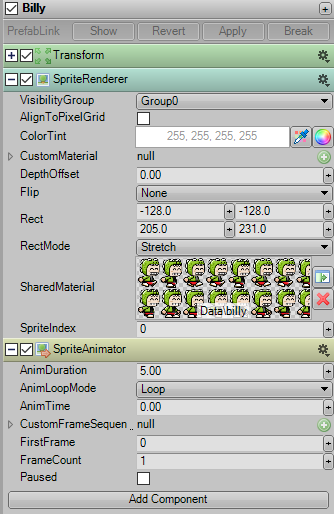 Billy
PrefabLink Show Revert Apply Break
Transform
SpriteRenderer
VisibilityGroup Group0
AlignToPixelGrid
ColorTint 255, 255, 255, 255
CustomMaterial null
DepthOffset 0.00
Flip None
Rect -128.0 -128.0
205.0 231.0
RectMode Stretch
SharedMaterial Data\billy
SpriteIndex 0
SpriteAnimator
AnimDuration 5.00
AnimLoopMode Loop
AnimTime 0.00
CustomFrameSequen... null
FirstFrame 0
FrameCount 1
Paused
Add Component